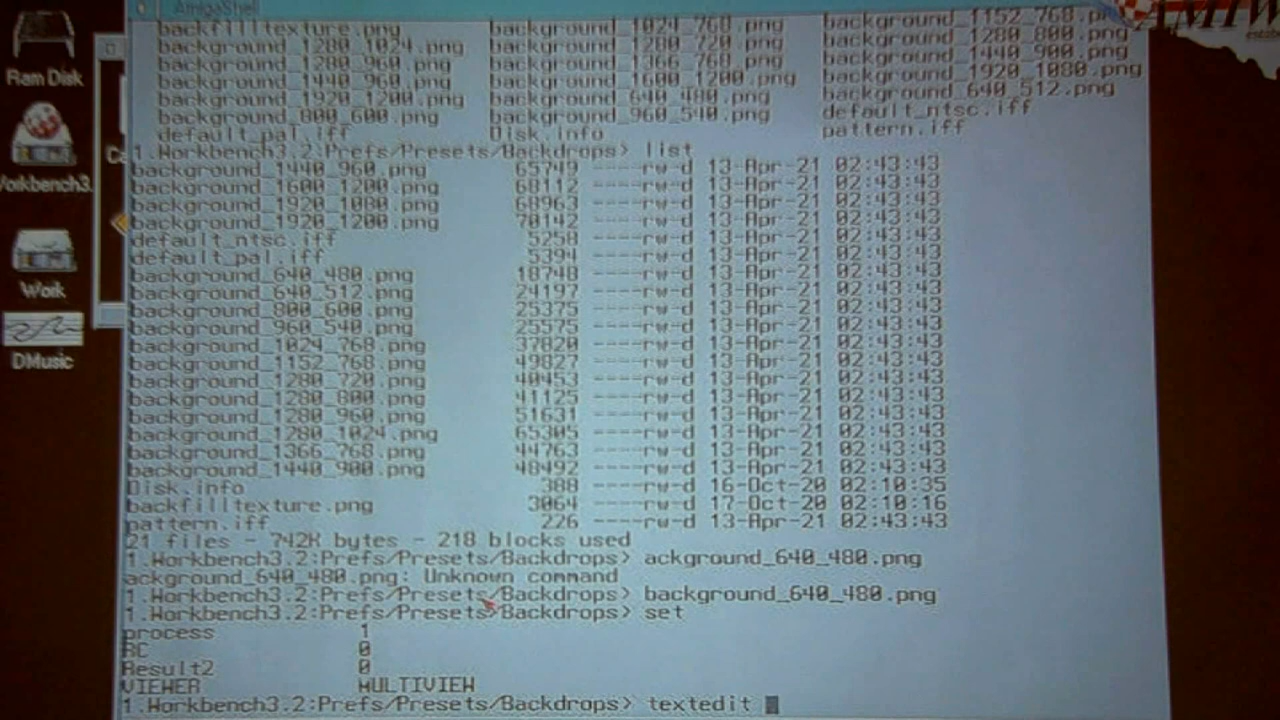 AmigaShell
backfilltexture.png background_1024_768.png background_1152_768.png
background_1280_1024.png background_1280_720.png background_1280_800.png
background_1280_960.png background_1366_768.png background_1440_900.png
background_1440_960.png background_1600_1200.png background_1920_1080.png
background_1920_1200.png background_640_480.png background_640_512.png
background_800_600.png background_960_540.png default_ntsc.iff
default_pal.iff Disk.info pattern.iff
1.Workbench3.2:Prefs/Presets/Backdrops> list
background_1440_960.png 65749 ----rw-d 13-Apr-21 02:43:43
background_1600_1200.png 68112 ----rw-d 13-Apr-21 02:43:43
background_1920_1080.png 68963 ----rw-d 13-Apr-21 02:43:43
background_1920_1200.png 70142 ----rw-d 13-Apr-21 02:43:43
default_ntsc.iff 5258 ----rw-d 13-Apr-21 02:43:43
default_pal.iff 5394 ----rw-d 13-Apr-21 02:43:43
background_640_480.png 18748 ----rw-d 13-Apr-21 02:43:43
background_640_512.png 24197 ----rw-d 13-Apr-21 02:43:43
background_800_600.png 25375 ----rw-d 13-Apr-21 02:43:43
background_960_540.png 25575 ----rw-d 13-Apr-21 02:43:43
background_1024_768.png 37820 ----rw-d 13-Apr-21 02:43:43
background_1152_768.png 49827 ----rw-d 13-Apr-21 02:43:43
background_1280_720.png 40453 ----rw-d 13-Apr-21 02:43:43
background_1280_800.png 41125 ----rw-d 13-Apr-21 02:43:43
background_1280_960.png 51631 ----rw-d 13-Apr-21 02:43:43
background_1280_1024.png 65305 ----rw-d 13-Apr-21 02:43:43
background_1366_768.png 44763 ----rw-d 13-Apr-21 02:43:43
background_1440_900.png 48492 ----rw-d 13-Apr-21 02:43:43
Disk.info 388 ----rw-d 16-Oct-20 02:10:35
backfilltexture.png 3064 ----rw-d 17-Oct-20 02:10:16
pattern.iff 226 ----rw-d 13-Apr-21 02:43:43
21 files - 742K bytes - 218 blocks used
1.Workbench3.2:Prefs/Presets/Backdrops> ackground_640_480.png
ackground_640_480.png: Unknown command
1.Workbench3.2:Prefs/Presets/Backdrops> background_640_480.png
1.Workbench3.2:Prefs/Presets/Backdrops> set
process 1
RC 0
Result2 0
VIEWER MULTIVIEW
1.Workbench3.2:Prefs/Presets/Backdrops> textedit
Ram Disk
Workbench3.
Work
DMusic